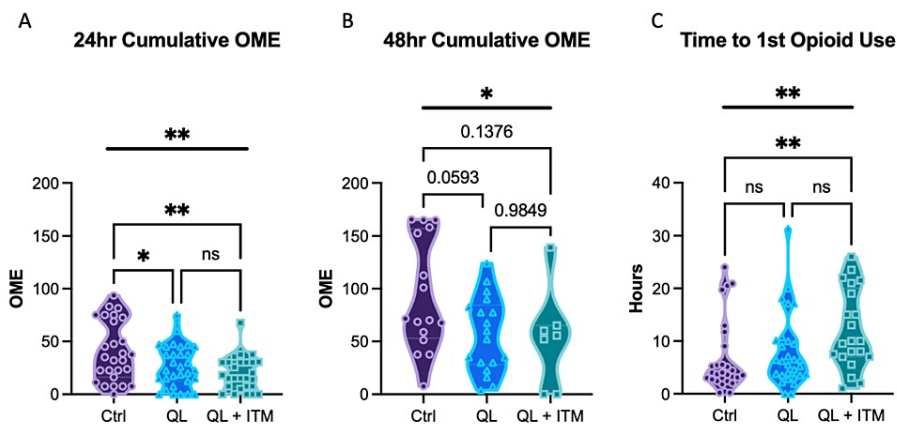 A
24hr Cumulative OME
**
**
*
ns
200
150
100
50
0
OME
Ctrl
QL
QL + ITM
B
48hr Cumulative OME
*
0.1376
0.0593
0.9849
200
150
100
50
0
OME
Ctrl
QL
QL + ITM
C
Time to 1st Opioid Use
**
**
ns
ns
40
30
20
10
0
Hours
Ctrl
QL
QL + ITM